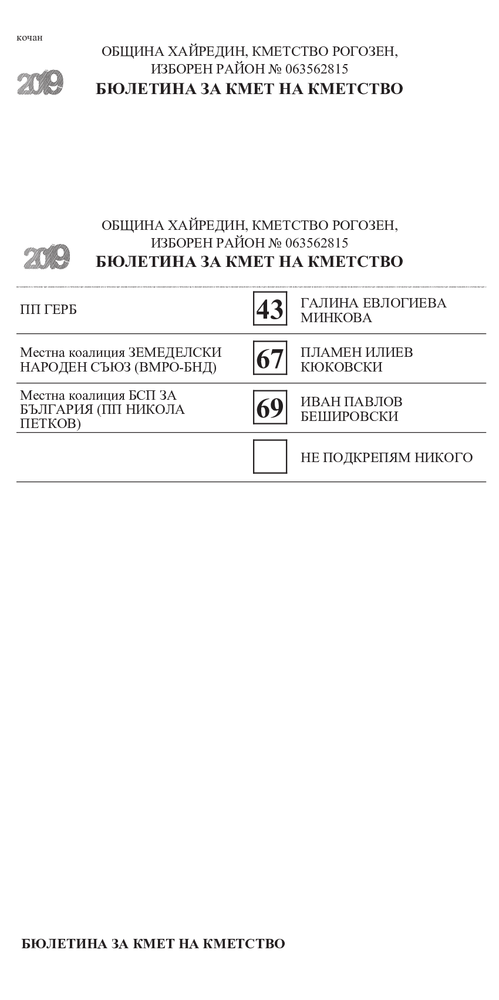 кочан
ОБЩИНА ХАЙРЕДИН, КМЕТСТВО РОГОЗЕН,
ИЗБОРЕН РАЙОН № 063562815
2019
БЮЛЕТИНА ЗА КМЕТ НА КМЕТСТВО
ОБЩИНА ХАЙРЕДИН, КМЕТСТВО РОГОЗЕН,
ИЗБОРЕН РАЙОН № 063562815
2019
БЮЛЕТИНА ЗА КМЕТ НА КМЕТСТВО
ПП ГЕРБ
43
ГАЛИНА ЕВЛОГИЕВА
МИНКОВА
Местна коалиция ЗЕМЕДЕЛСКИ
НАРОДЕН СЪЮЗ (ВМРО-БНД)
67
ПЛАМЕН ИЛИЕВ
КЮКОВСКИ
Местна коалиция БСП ЗА
БЪЛГАРИЯ (ПП НИКОЛА
ПЕТКОВ)
69
ИВАН ПАВЛОВ
БЕШИРОВСКИ
НЕ ПОДКРЕПЯМ НИКОГО
БЮЛЕТИНА ЗА КМЕТ НА КМЕТСТВО